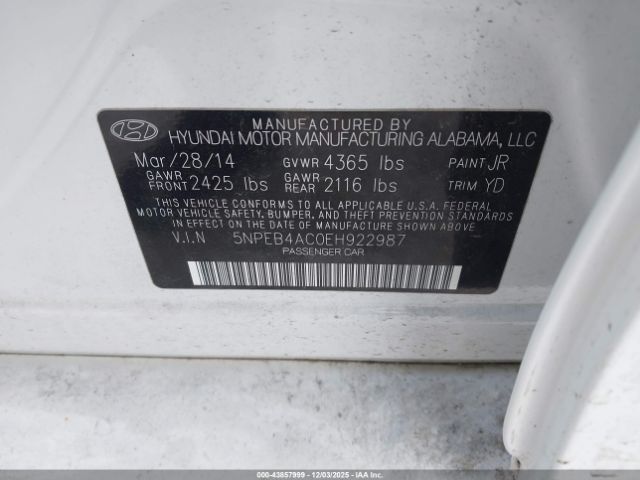 MANUFACTURED BY
HYUNDAI MOTOR MANUFACTURING ALABAMA, LLC
Mar/28/14 GVWR 4365 lbs PAINT JR
GAWR FRONT 2425 lbs GAWR REAR 2116 lbs TRIM YD
THIS VEHICLE CONFORMS TO ALL APPLICABLE U.S.A. FEDERAL
MOTOR VEHICLE SAFETY, BUMPER, AND THEFT PREVENTION
STANDARDS IN EFFECT ON THE DATE OF MANUFACTURE SHOWN ABOVE
V.I.N 5NPEB4AC0EH922987
PASSENGER CAR
000-43857999 - 12/03/2025 - COPART, INC.